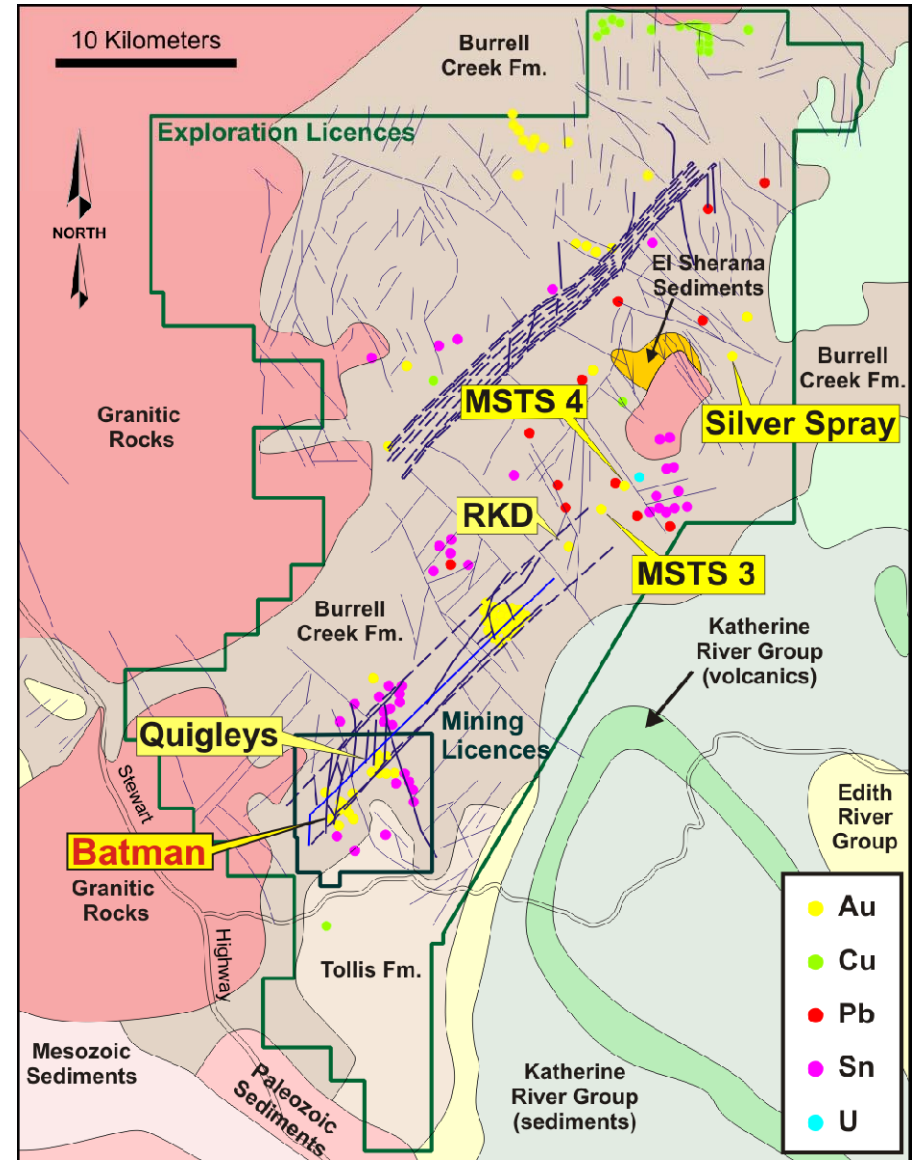 10 Kilometers
Burrell
Creek Fm.
Exploration Licences
NORTH
El Sherana
Sediments
Burrell
Creek Fm.
Granitic
Rocks
MSTS 4
Silver Spray
RKD
MSTS 3
Burrell
Creek Fm.
Katherine
River Group
(volcanics)
Mining
Licences
Quigleys
Stewart
Highway
Edith
River
Group
Batman
Granitic
Rocks
Tollis Fm.
Mesozoic
Sediments
Paleozoic
Sediments
Katherine
River Group
(sediments)
Au
Cu
Pb
Sn
U